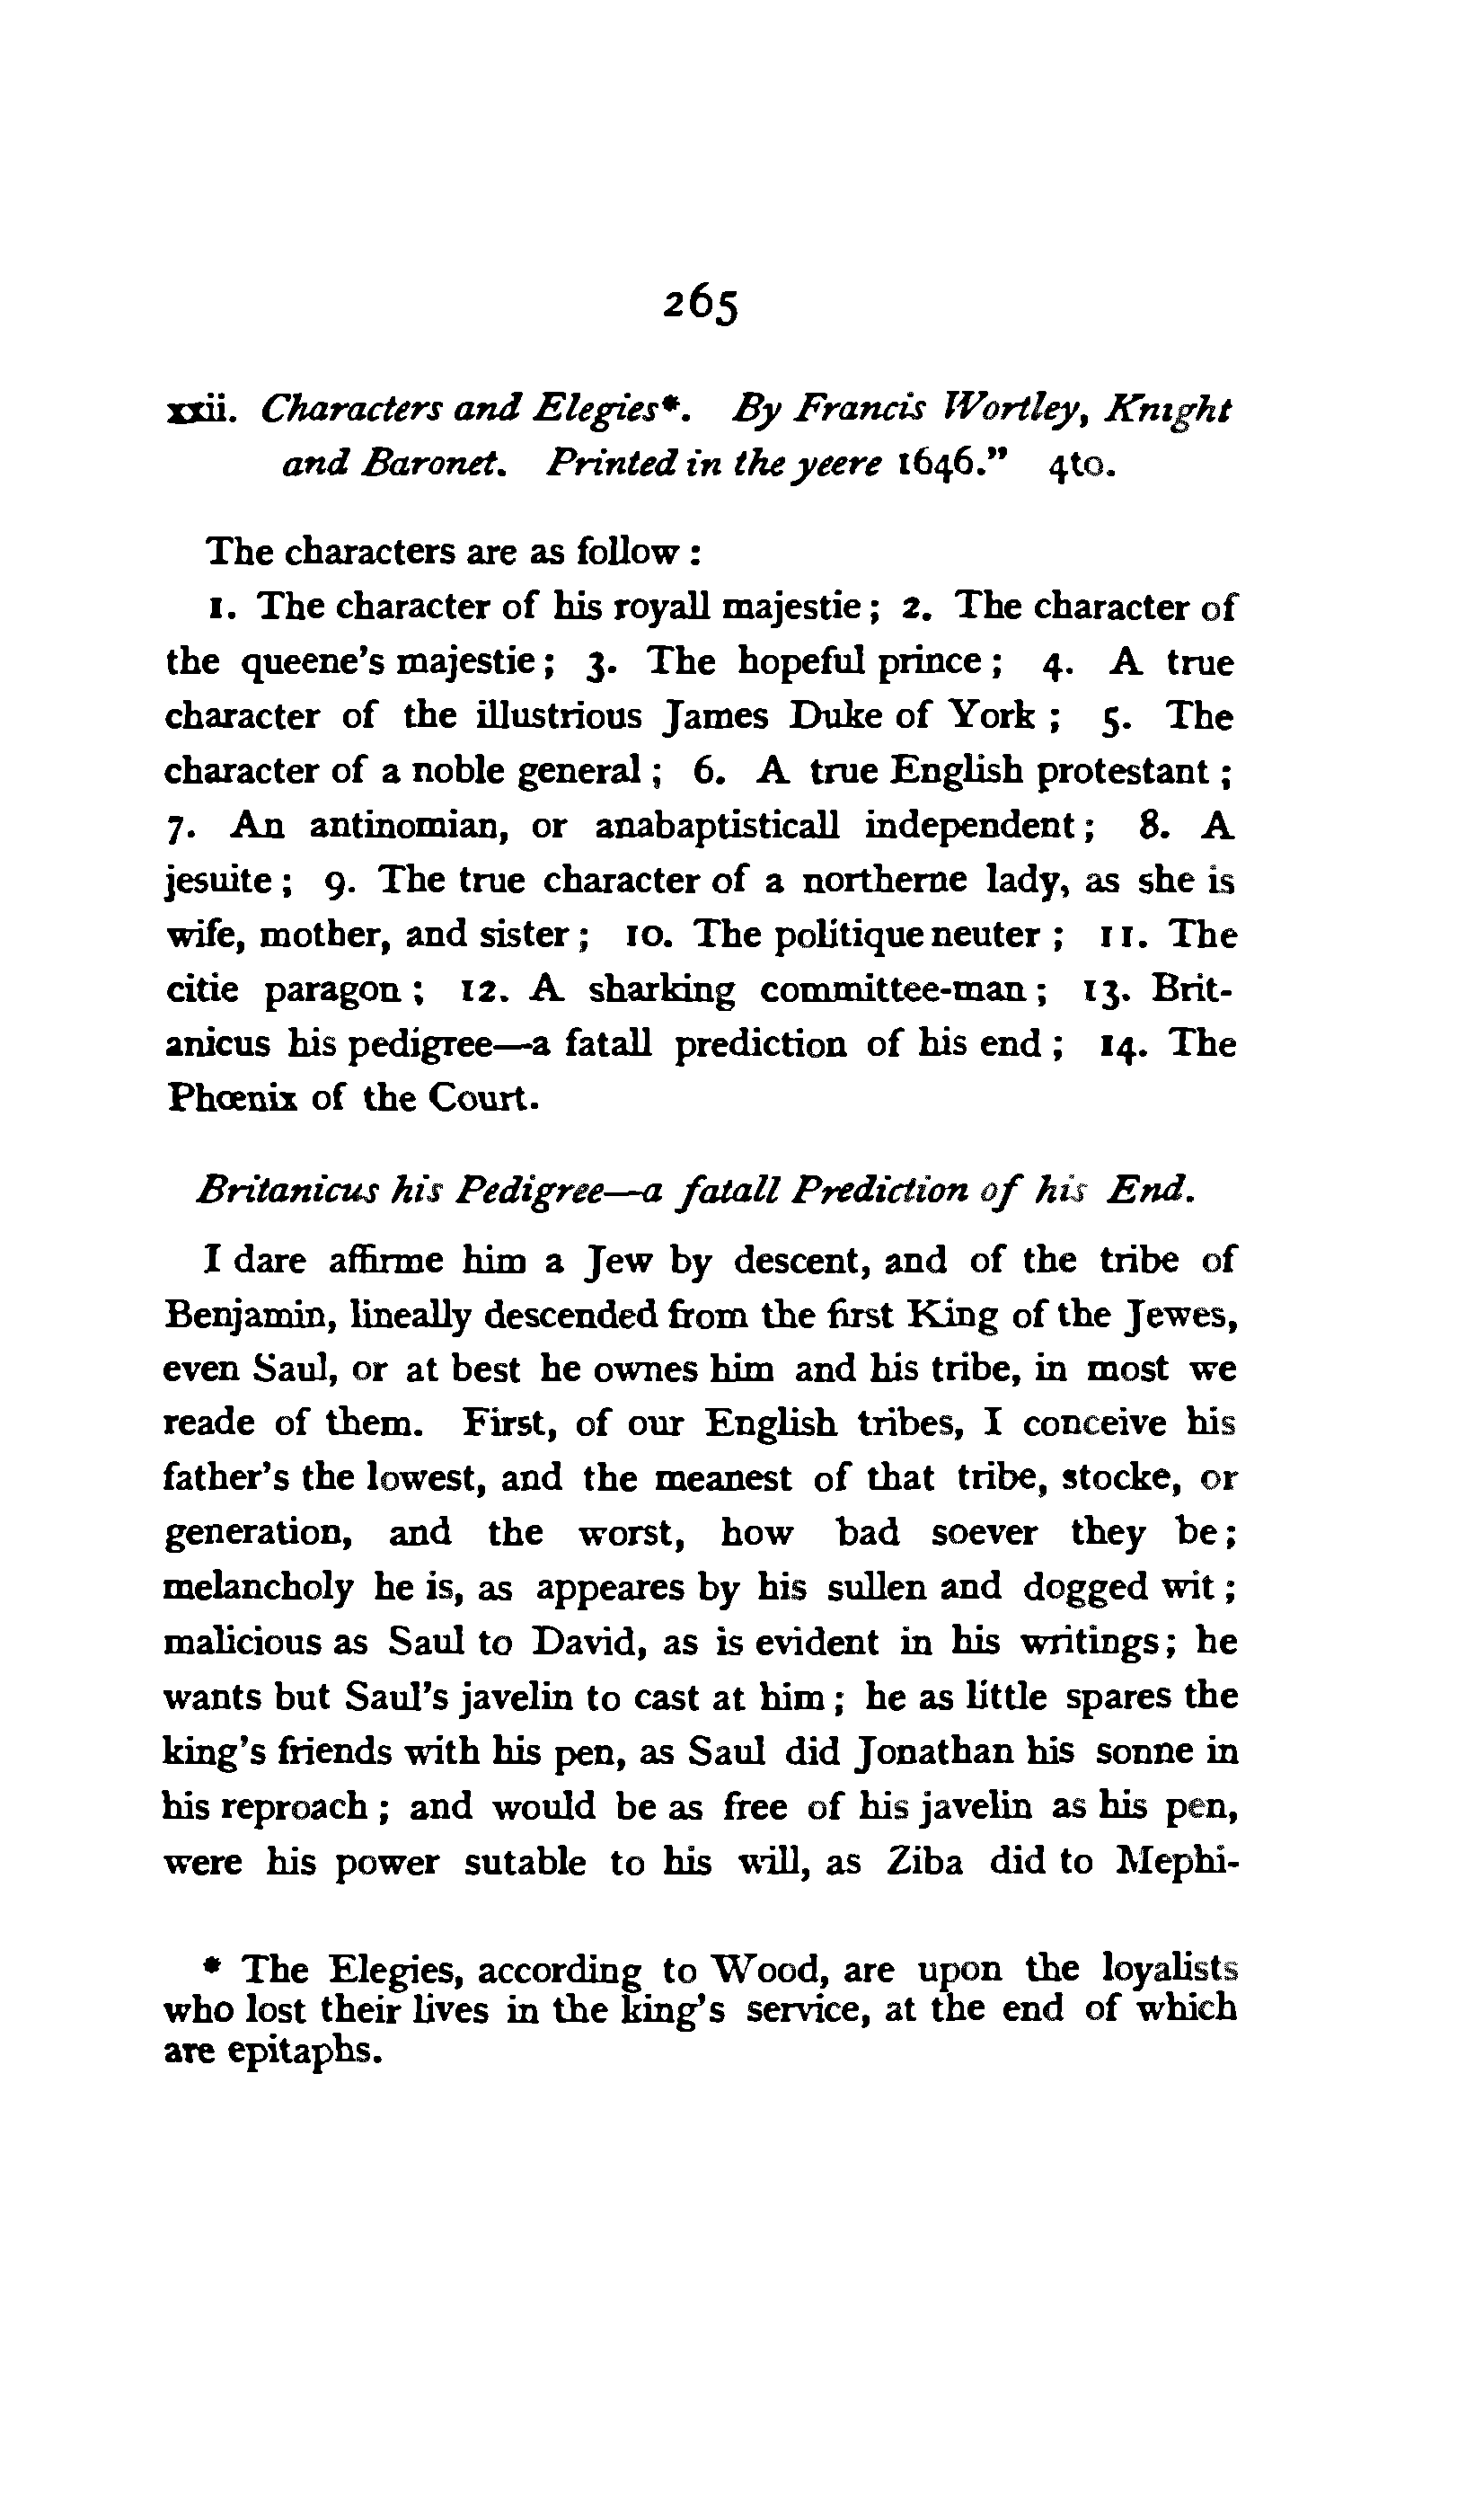 265
xxii. Characters and Elegies*. By Francis Wortley, Knight
and Baronet. Printed in the yeere 1646.” 4to.
The characters are as follow :
1. The character of his royall majestie ; 2. The character of
the queene’s majestie ; 3. The hopeful prince ; 4. A true
character of the illustrious James Duke of York ; 5. The
character of a noble general ; 6. A true English protestant ;
7. An antinomian, or anabaptisticall independent ; 8. A
jesuite ; 9. The true character of a northerne lady, as she is
wife, mother, and sister ; 10. The politique neuter ; 11. The
citie paragon ; 12. A sharking committee-man ; 13. Brit-
anicus his pedigree—a fatall prediction of his end ; 14. The
Phœnix of the Court.
Britanicus his Pedigree—a fatall Prediction of his End.
I dare affirme him a Jew by descent, and of the tribe of
Benjamin, lineally descended from the first King of the Jewes,
even Saul, or at best he ownes him and his tribe, in most we
reade of them. First, of our English tribes, I conceive his
father’s the lowest, and the meanest of that tribe, stocke, or
generation, and the worst, how bad soever they be ;
melancholy he is, as appeares by his sullen and dogged wit ;
malicious as Saul to David, as is evident in his writings ; he
wants but Saul’s javelin to cast at him ; he as little spares the
king’s friends with his pen, as Saul did Jonathan his sonne in
his reproach ; and would be as free of his javelin as his pen,
were his power sutable to his will, as Ziba did to Mephi-
* The Elegies, according to Wood, are upon the loyalists
who lost their lives in the king’s service, at the end of which
are epitaphs.